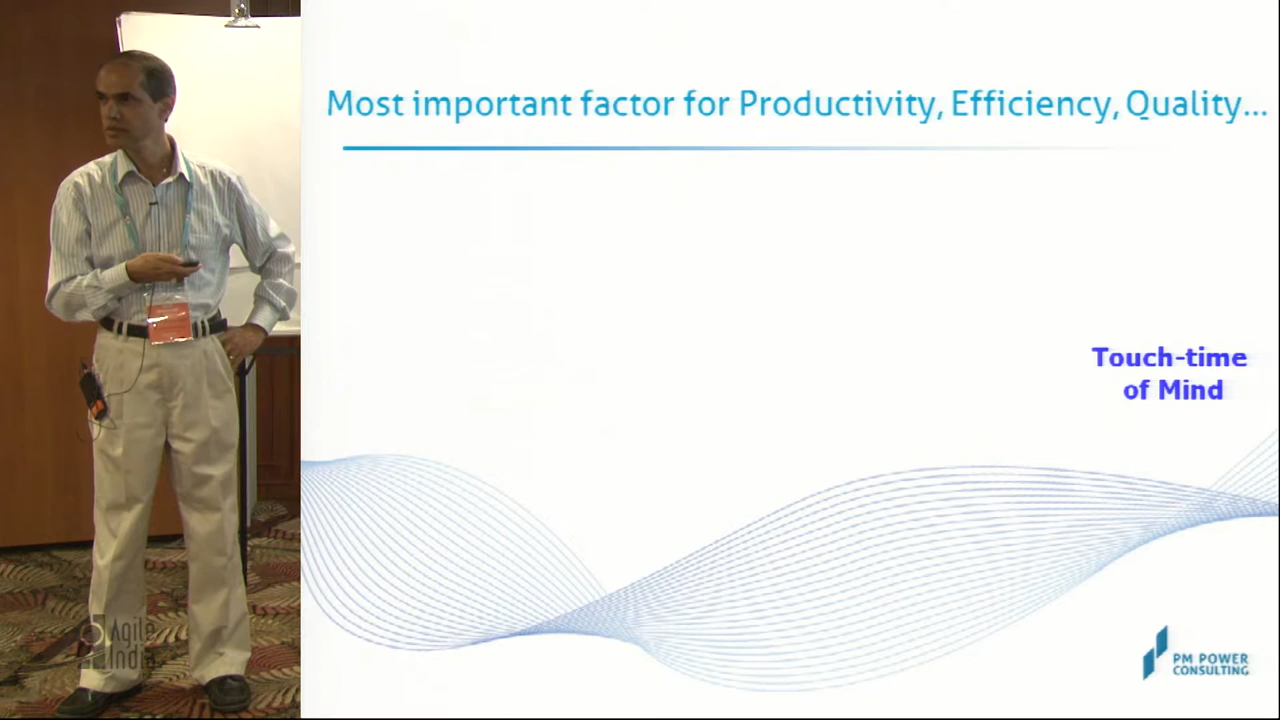 Most important factor for Productivity, Efficiency, Quality...
Touch-time
of Mind
PM POWER
CONSULTING
Agile
India